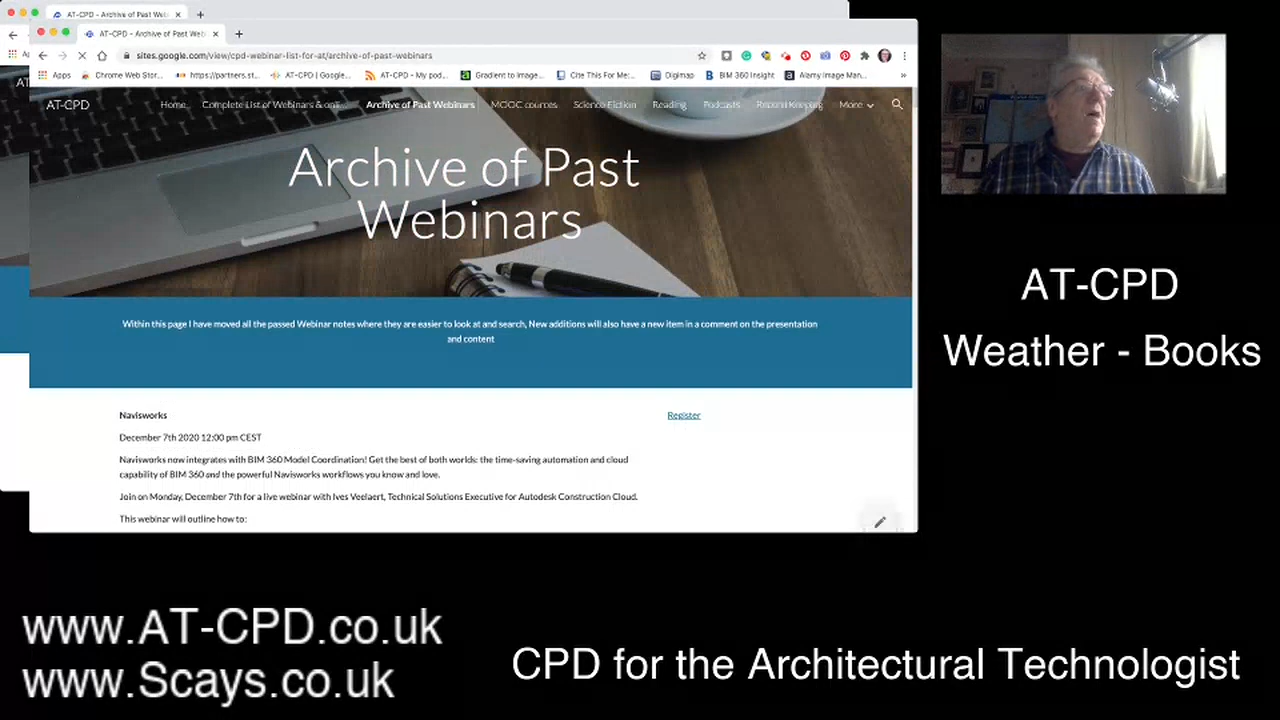 AT-CPD - Archive of Past Web
AT-CPD - Archive of Past Web
sites.google.com/view/cpd-webinar-list-for-at/archive-of-past-webinars
Apps
Chrome Web Stor...
https://partners.st...
AT-CPD | Google...
AT-CPD - My pod...
Gradient to Image...
Cite This For Me:...
Digimap
BIM 360 Insight
Alamy Image Man...
»
AT-CPD
Home
Complete List of Webinars & onli...
Archive of Past Webinars
MOOC courses
Science Fiction
Reading
Podcasts
Record Keeping
More
Archive of Past
Webinars
Within this page I have moved all the passed Webinar notes where they are easier to look at and search, New additions will also have a new item in a comment on the presentation
and content
Navisworks
Register
December 7th 2020 12:00 pm CEST
Navisworks now integrates with BIM 360 Model Coordination! Get the best of both worlds: the time-saving automation and cloud
capability of BIM 360 and the powerful Navisworks workflows you know and love.
Join on Monday, December 7th for a live webinar with Ives Veelaert, Technical Solutions Executive for Autodesk Construction Cloud.
This webinar will outline how to:
AT-CPD
Weather - Books
www.AT-CPD.co.uk
www.Scays.co.uk
CPD for the Architectural Technologist